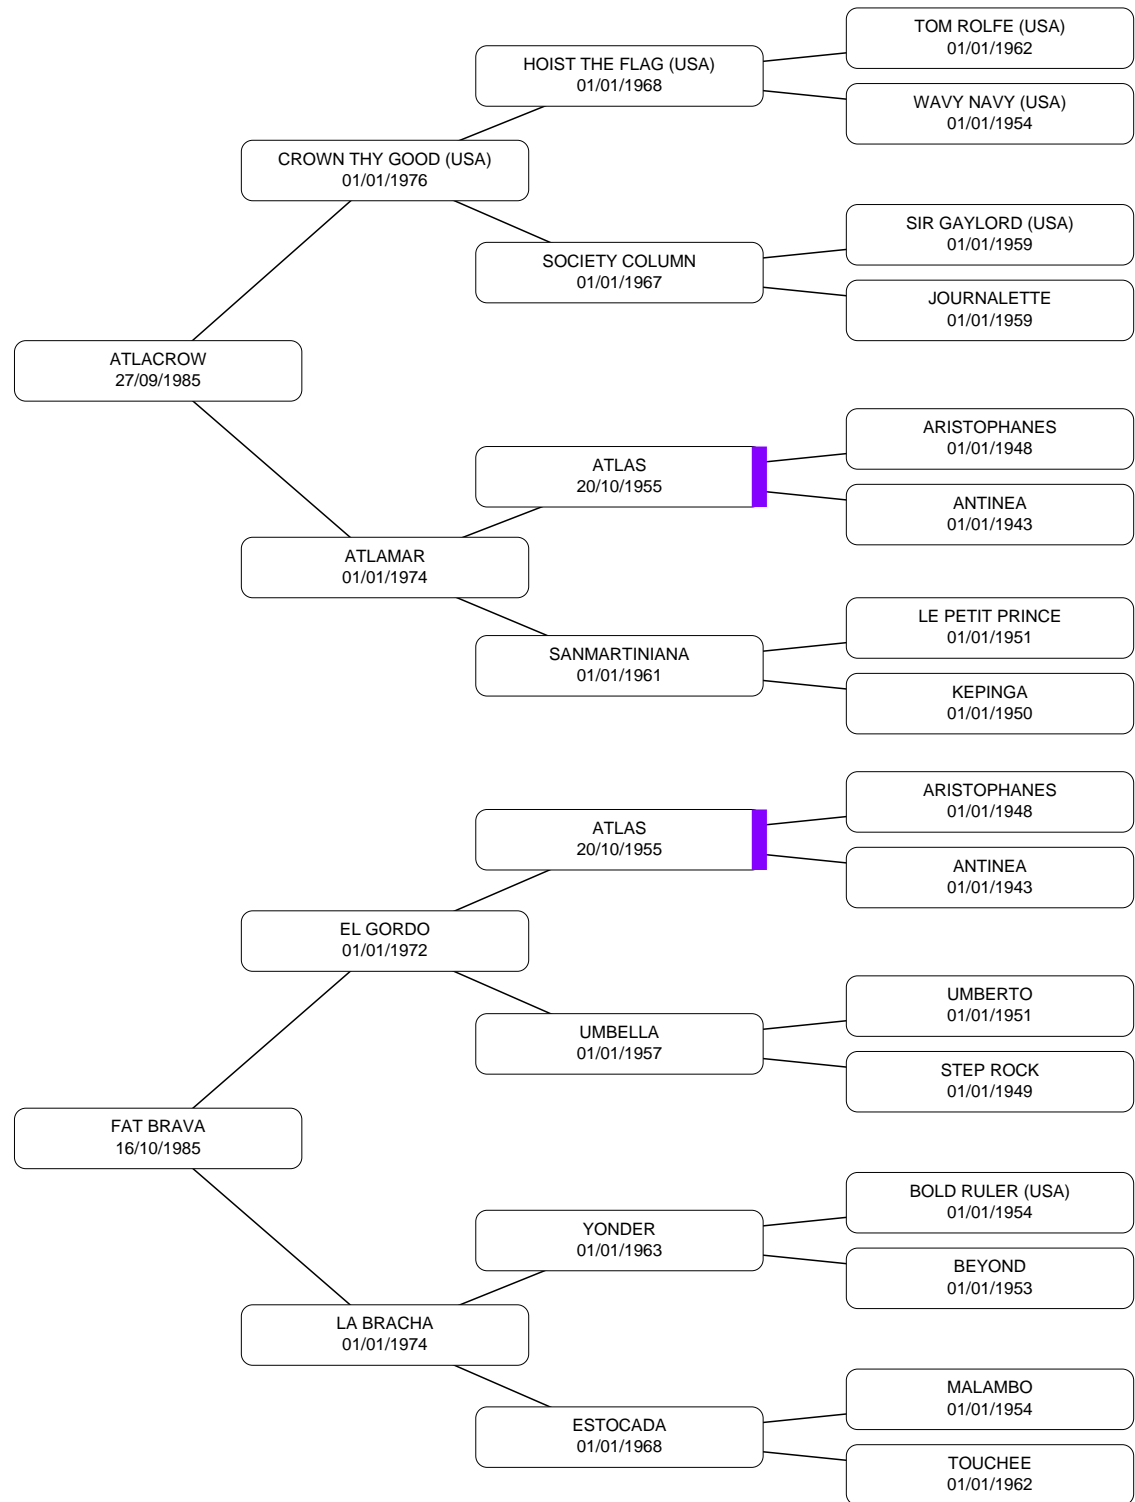 TOM ROLFE (USA)
01/01/1962
HOIST THE FLAG (USA)
01/01/1968
WAVY NAVY (USA)
01/01/1954
CROWN THY GOOD (USA)
01/01/1976
SIR GAYLORD (USA)
01/01/1959
SOCIETY COLUMN
01/01/1967
JOURNALETTE
01/01/1959
ATLACROW
27/09/1985
ARISTOPHANES
01/01/1948
ATLAS
20/10/1955
ANTINEA
01/01/1943
ATLAMAR
01/01/1974
LE PETIT PRINCE
01/01/1951
SANMARTINIANA
01/01/1961
KEPINGA
01/01/1950
ARISTOPHANES
01/01/1948
ATLAS
20/10/1955
ANTINEA
01/01/1943
EL GORDO
01/01/1972
UMBERTO
01/01/1951
UMBELLA
01/01/1957
STEP ROCK
01/01/1949
FAT BRAVA
16/10/1985
BOLD RULER (USA)
01/01/1954
YONDER
01/01/1963
BEYOND
01/01/1953
LA BRACHA
01/01/1974
MALAMBO
01/01/1954
ESTOCADA
01/01/1968
TOUCHEE
01/01/1962